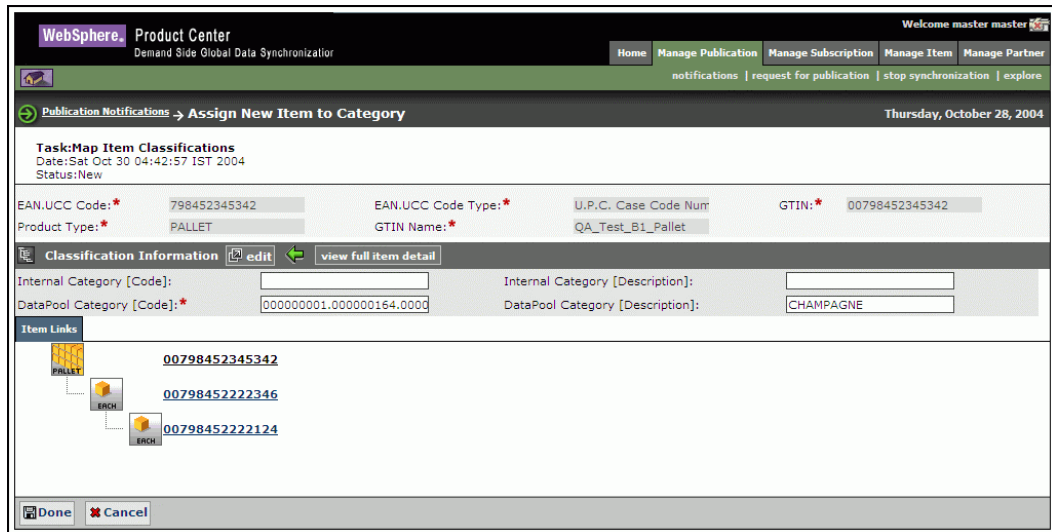 Welcome master master
WebSphere. Product Center
Demand Side Global Data Synchronization
Home Manage Publication Manage Subscription Manage Item Manage Partner
notifications | request for publication | stop synchronization | explore
Publication Notifications → Assign New Item to Category Thursday, October 28, 2004
Task:Map Item Classifications
Date:Sat Oct 30 04:42:57 IST 2004
Status:New
EAN.UCC Code:* 798452345342 EAN.UCC Code Type:* U.P.C. Case Code Num GTIN:* 00798452345342
Product Type:* PALLET GTIN Name:* QA_Test_B1_Pallet
Classification Information edit view full item detail
Internal Category [Code]: Internal Category [Description]:
DataPool Category [Code]:* 000000001.000000164.0000 DataPool Category [Description]: CHAMPAGNE
Item Links
PALLET 00798452345342
EACH 00798452222346
EACH 00798452222124
Done Cancel